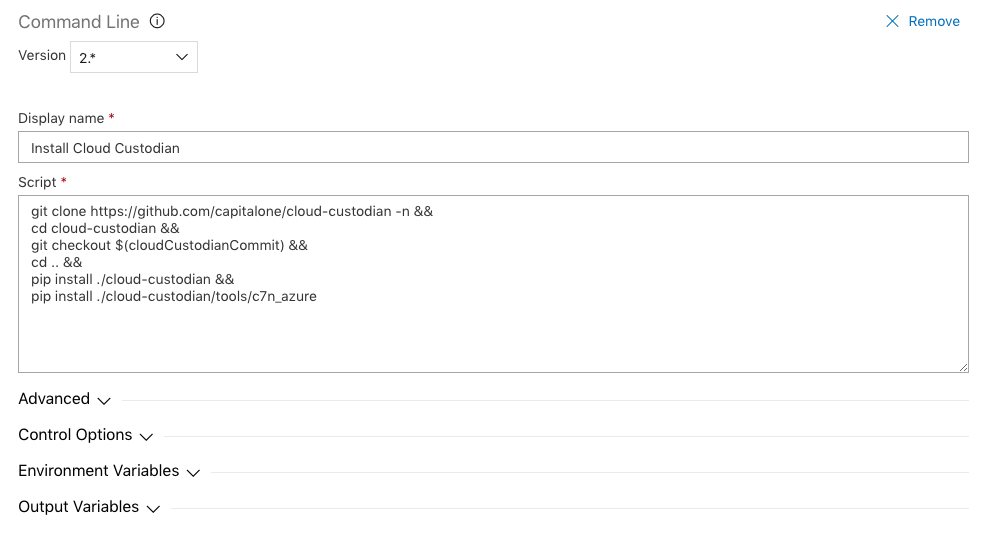 Command Line
Remove
Version 2.*
Display name *
Install Cloud Custodian
Script *
git clone https://github.com/capitalone/cloud-custodian -n &&
cd cloud-custodian &&
git checkout $(cloudCustodianCommit) &&
cd .. &&
pip install ./cloud-custodian &&
pip install ./cloud-custodian/tools/c7n_azure
Advanced
Control Options
Environment Variables
Output Variables